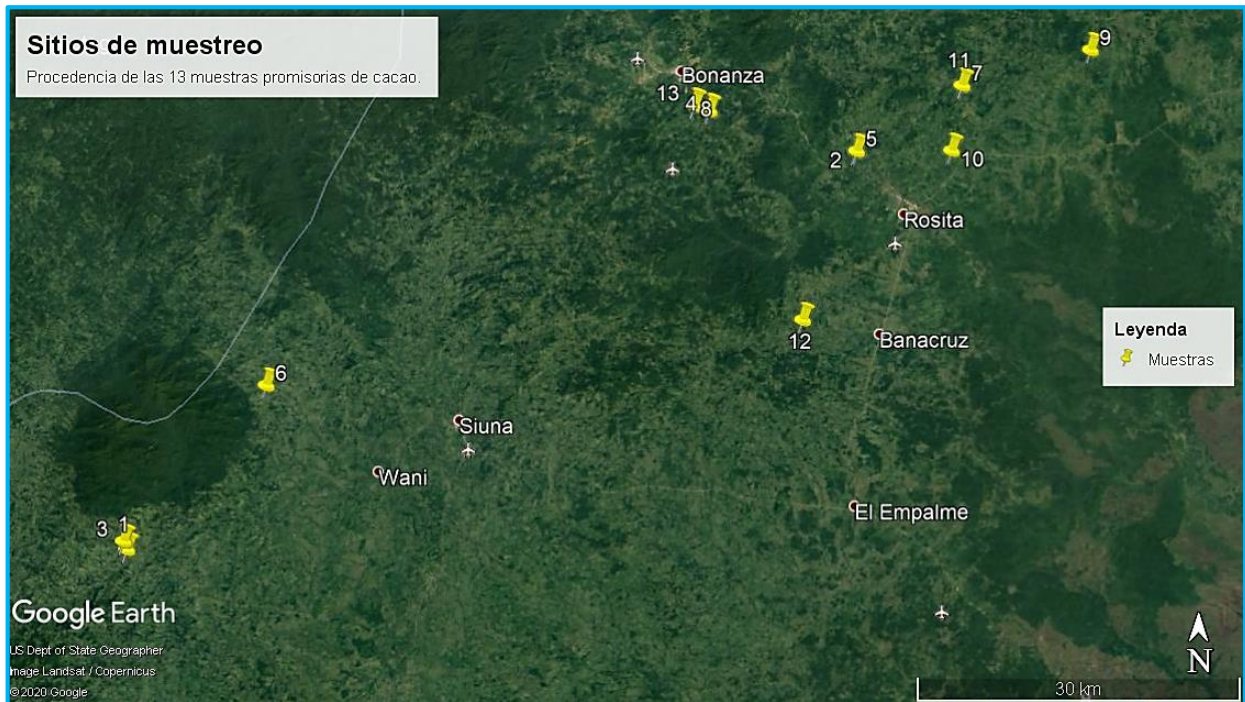 Sitios de muestreo
Procedencia de las 13 muestras promisorias de cacao.
9
Bonanza
11
7
13
4
8
5
2
10
Rosita
12
Banacruz
Leyenda
Muestras
6
Siuna
Wani
El Empalme
3
1
Google Earth
US Dept of State Geographer
Image Landsat / Copernicus
© 2020 Google
N
30 km